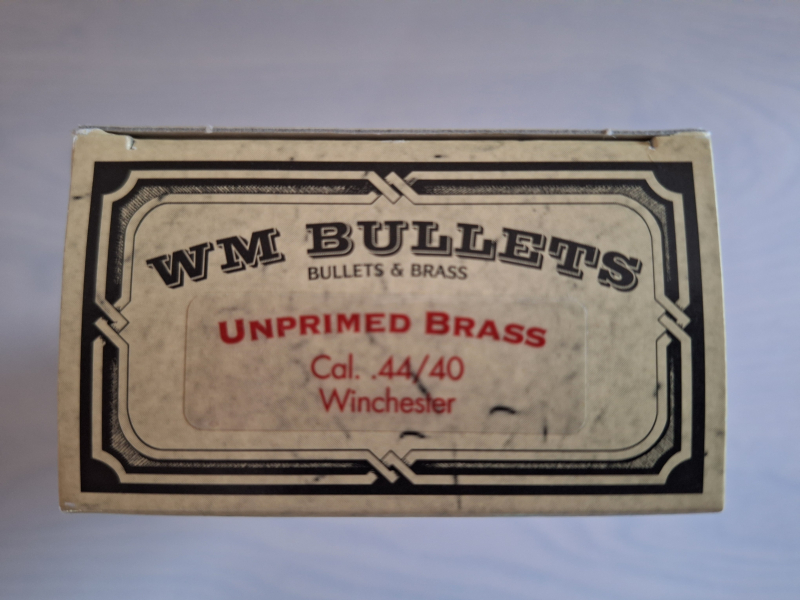 WM BULLETS
BULLETS & BRASS
UNPRIMED BRASS
Cal. .44/40
Winchester